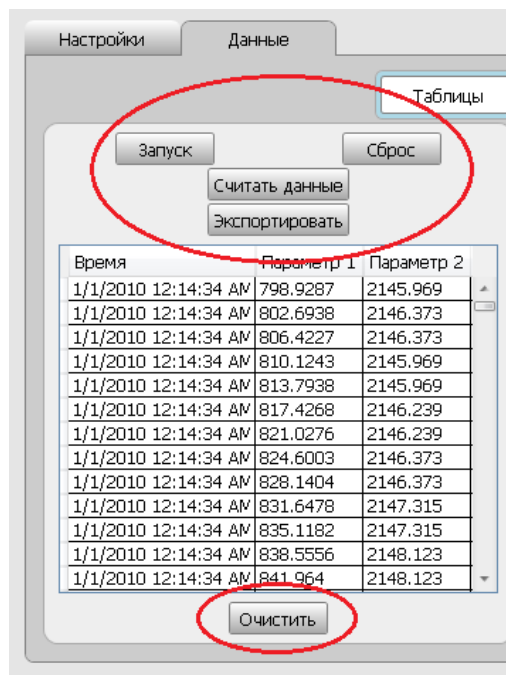 Настройки Данные
Таблицы
Запуск Сброс
Считать данные
Экспортировать
Время Параметр 1 Параметр 2
1/1/2010 12:14:34 AM 798.9287 2145.969
1/1/2010 12:14:34 AM 802.6938 2146.373
1/1/2010 12:14:34 AM 806.4227 2146.373
1/1/2010 12:14:34 AM 810.1243 2145.969
1/1/2010 12:14:34 AM 813.7938 2145.969
1/1/2010 12:14:34 AM 817.4268 2146.239
1/1/2010 12:14:34 AM 821.0276 2146.239
1/1/2010 12:14:34 AM 824.6003 2146.373
1/1/2010 12:14:34 AM 828.1404 2146.373
1/1/2010 12:14:34 AM 831.6478 2147.315
1/1/2010 12:14:34 AM 835.1182 2147.315
1/1/2010 12:14:34 AM 838.5556 2148.123
1/1/2010 12:14:34 AM 841.964 2148.123
Очистить